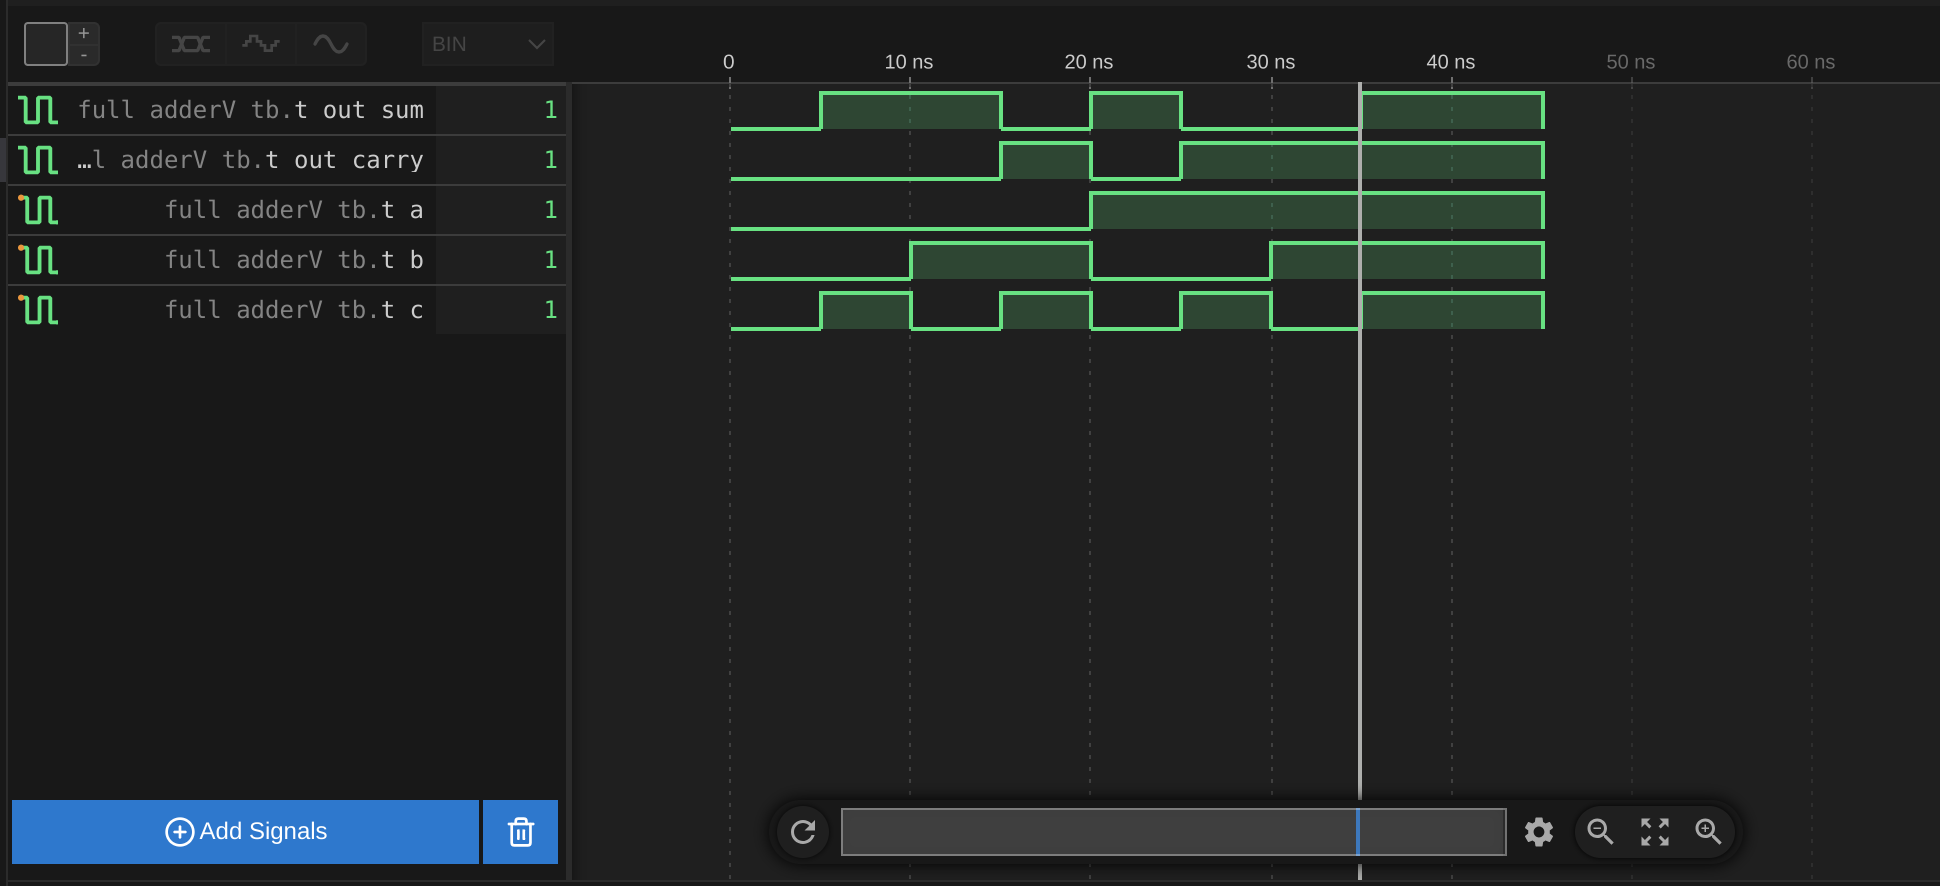 +
-
BIN
0 10 ns 20 ns 30 ns 40 ns 50 ns 60 ns
full adderV tb.t out sum 1
…l adderV tb.t out carry 1
full adderV tb.t a 1
full adderV tb.t b 1
full adderV tb.t c 1
Add Signals